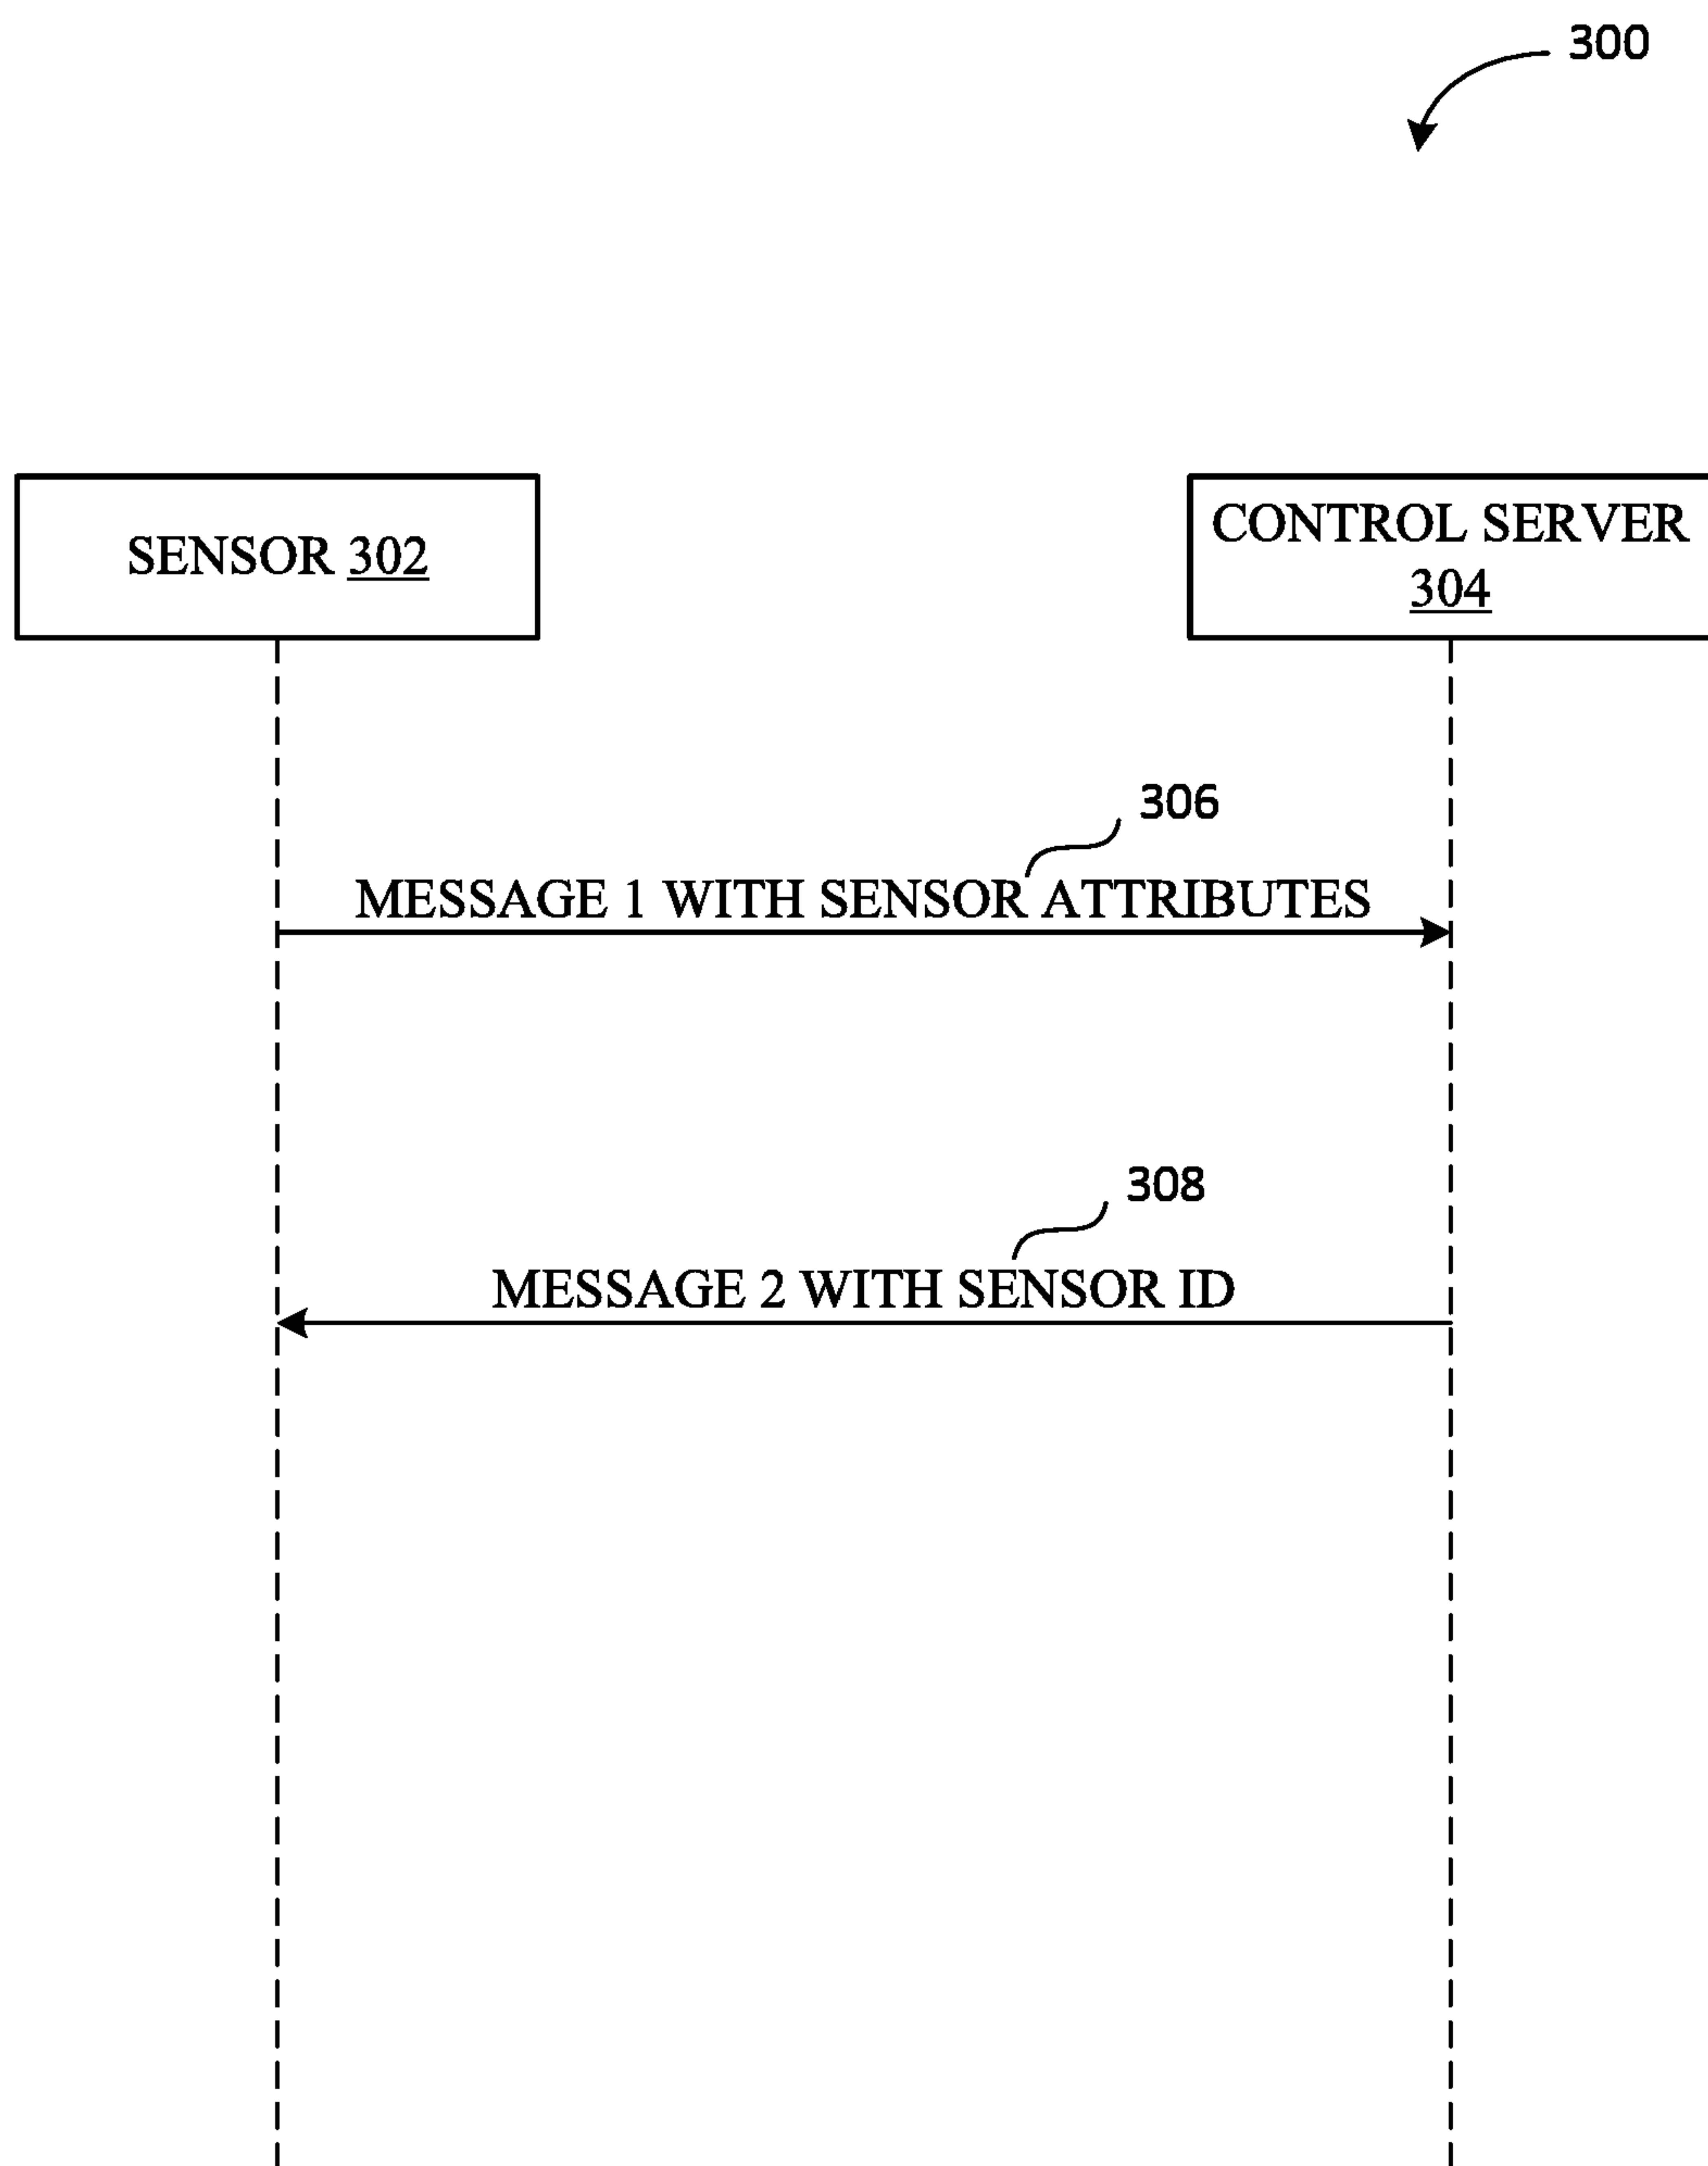 300
SENSOR 302
CONTROL SERVER
304
306
MESSAGE 1 WITH SENSOR ATTRIBUTES
308
MESSAGE 2 WITH SENSOR ID